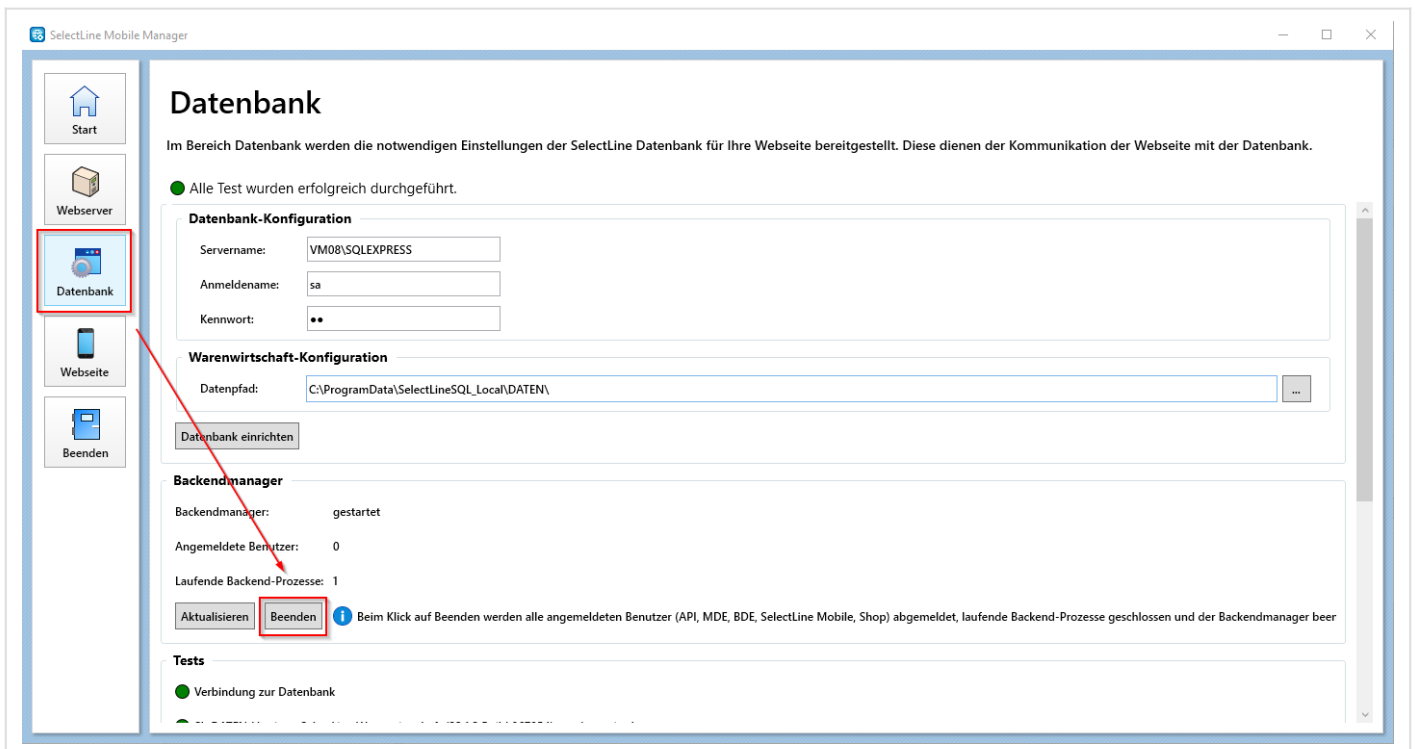 SelectLine Mobile Manager
Start
Webserver
Datenbank
Webseite
Beenden
Datenbank
Im Bereich Datenbank werden die notwendigen Einstellungen der SelectLine Datenbank für Ihre Webseite bereitgestellt. Diese dienen der Kommunikation der Webseite mit der Datenbank.
Alle Test wurden erfolgreich durchgeführt.
Datenbank-Konfiguration
Servername: VM08\SQLEXPRESS
Anmeldename: sa
Kennwort: ●●
Warenwirtschaft-Konfiguration
Datenpfad: C:\ProgramData\SelectLineSQL_Local\DATEN\ ...
Datenbank einrichten
Backendmanager
Backendmanager: gestartet
Angemeldete Benutzer: 0
Laufende Backend-Prozesse: 1
Aktualisieren Beenden Beim Klick auf Beenden werden alle angemeldeten Benutzer (API, MDE, BDE, SelectLine Mobile, Shop) abgemeldet, laufende Backend-Prozesse geschlossen und der Backendmanager beer
Tests
Verbindung zur Datenbank